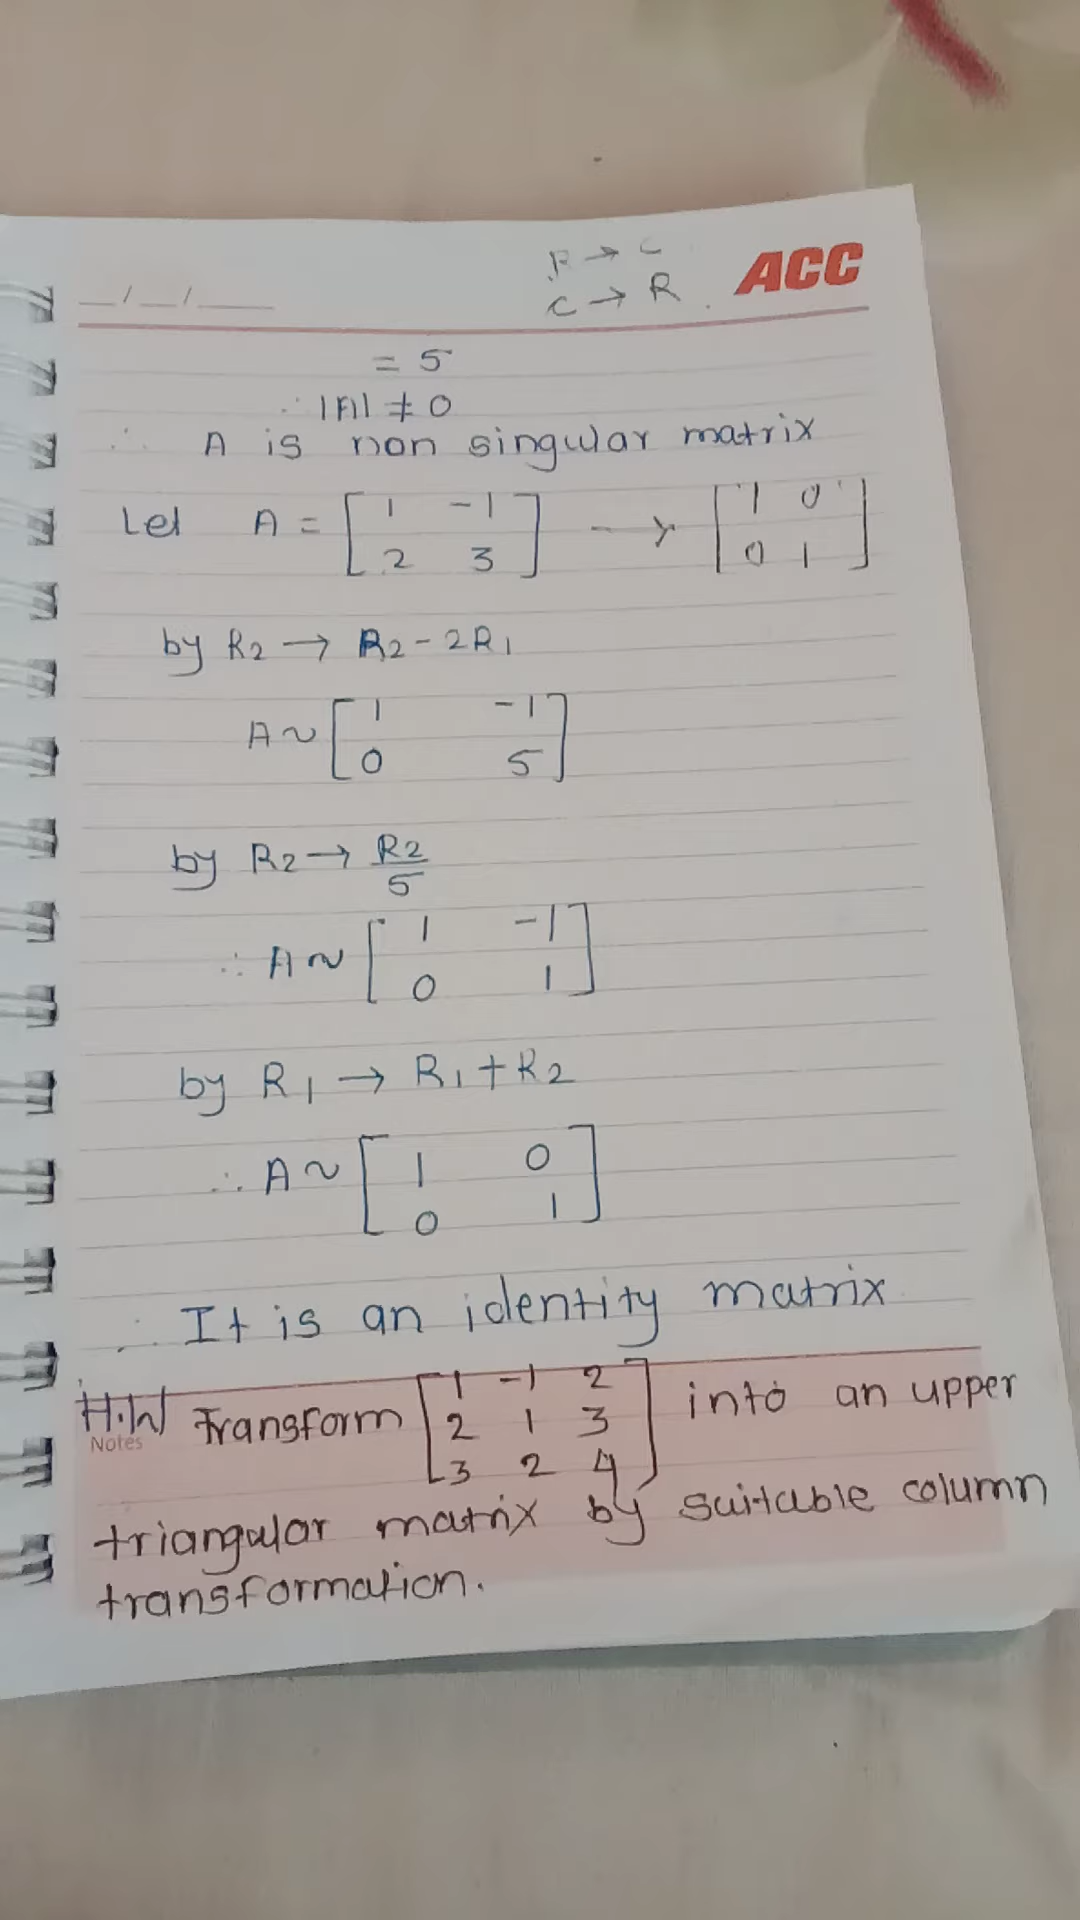 R → C
C → R . ACC
_/_/_
= 5
∴ |A| ≠ 0
∴ A is non singular matrix
Let A = [ 1 -1 ] → [ 1 0 ]
[ 2 3 ] [ 0 1 ]
by R2 → R2 - 2R1
A ~ [ 1 -1 ]
[ 0 5 ]
by R2 → R2
5
∴ A ~ [ 1 -1 ]
[ 0 1 ]
by R1 → R1 + R2
∴ A ~ [ 1 0 ]
[ 0 1 ]
∴ It is an identity matrix
H.W Transform [ 1 -1 2 ] into an upper
Notes [ 2 1 3 ]
[ 3 2 4 ]
triangular matrix by suitable column
transformation.